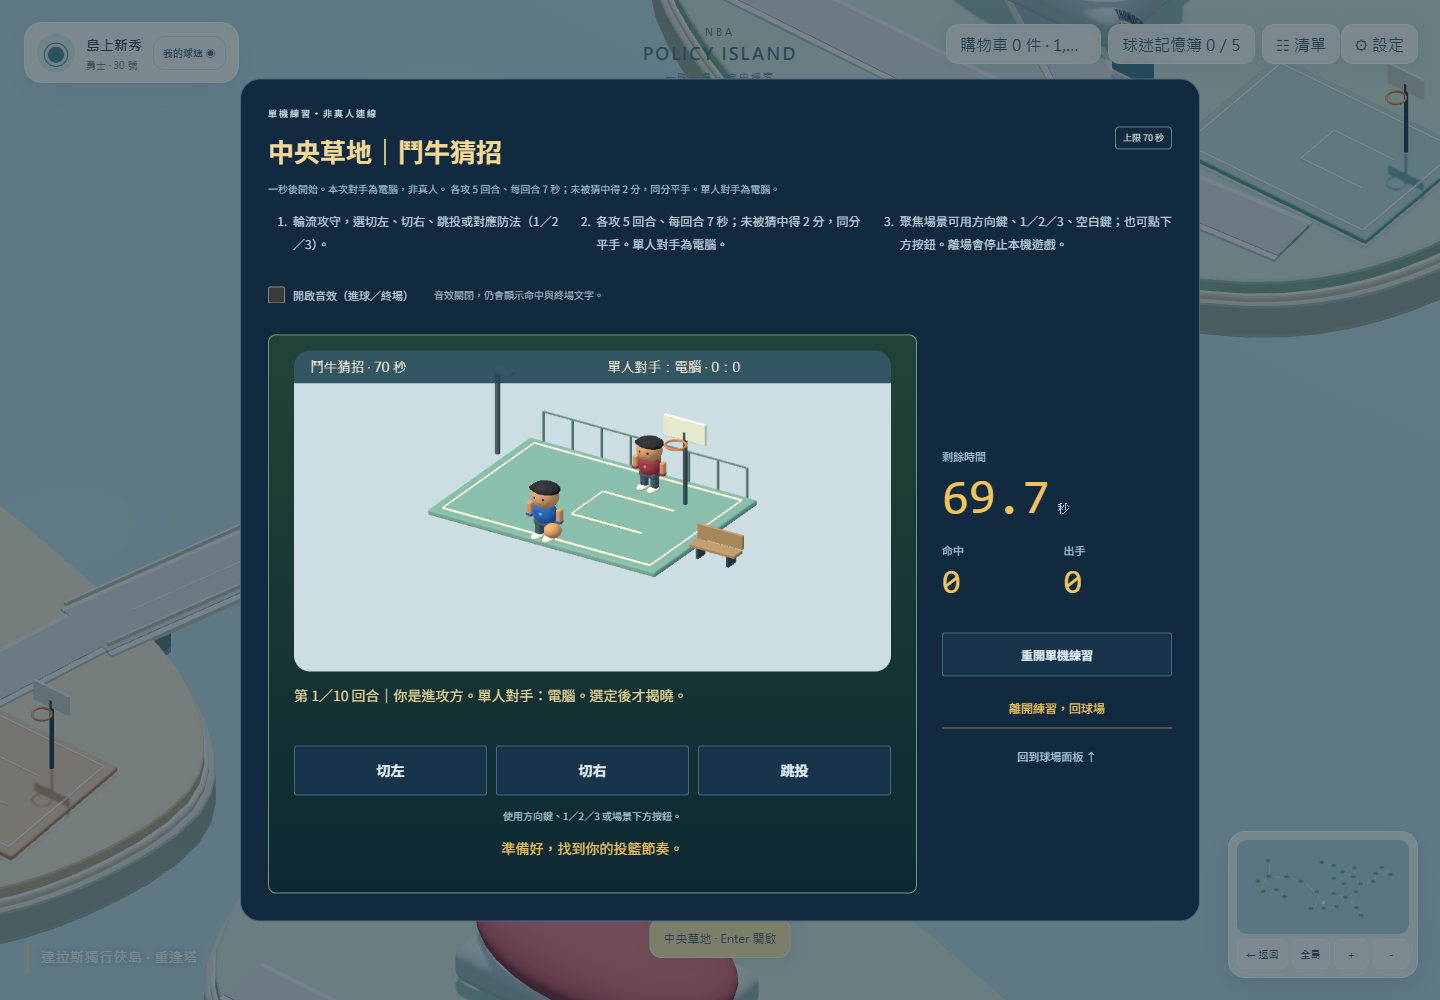 島上新秀
勇士 · 30 號
我的球迷 ◉
NBA
POLICY ISLAND
購物車 0 件 · 1,...
球迷記憶簿 0 / 5
☷ 清單
⚙ 設定
單機練習・非真人連線
中央草地｜鬥牛猜招
上限 70 秒
一秒後開始。本次對手為電腦，非真人。 各攻 5 回合、每回合 7 秒；未被猜中得 2 分，同分平手。單人對手為電腦。
1. 輪流攻守，選切左、切右、跳投或對應防法（1／2
／3）。
2. 各攻 5 回合、每回合 7 秒；未被猜中得 2 分，同分
平手。單人對手為電腦。
3. 聚焦場景可用方向鍵、1／2／3、空白鍵；也可點下
方按鈕。離場會停止本機遊戲。
開啟音效（進球／終場）
音效關閉，仍會顯示命中與終場文字。
鬥牛猜招 · 70 秒
單人對手：電腦 · 0 : 0
第 1／10 回合｜你是進攻方。單人對手：電腦。選定後才揭曉。
切左
切右
跳投
使用方向鍵、1／2／3 或場景下方按鈕。
準備好，找到你的投籃節奏。
剩餘時間
69.7 秒
命中
出手
0
0
重開單機練習
離開練習，回球場
回到球場面板 ↑
達拉斯獨行俠島 · 重逢塔
中央草地 · Enter 開啟
← 返回
全島
+
-